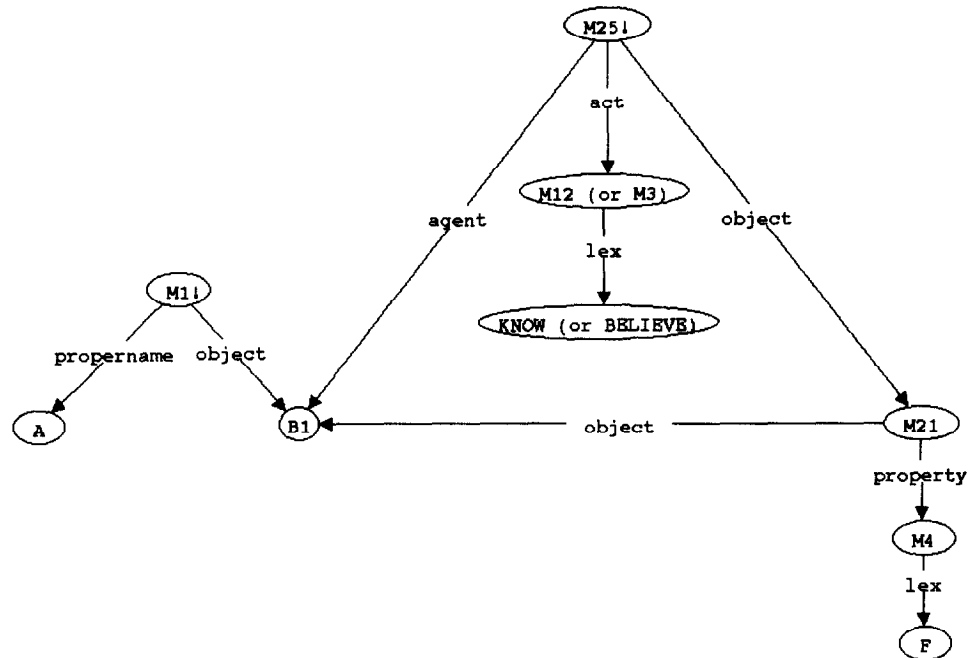 M25!
act
M12 (or M3)
agent
object
lex
M1!
KNOW (or BELIEVE)
propername
object
A
B1
object
M21
property
M4
lex
F